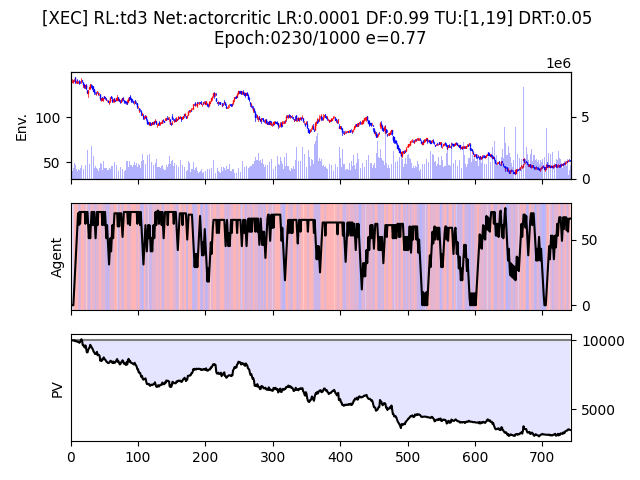 [XEC] RL:td3 Net:actorcritic LR:0.0001 DF:0.99 TU:[1,19] DRT:0.05
Epoch:0230/1000 e=0.77
1e6
Env.
100
50
5
0
Agent
50
0
PV
10000
5000
0 100 200 300 400 500 600 700